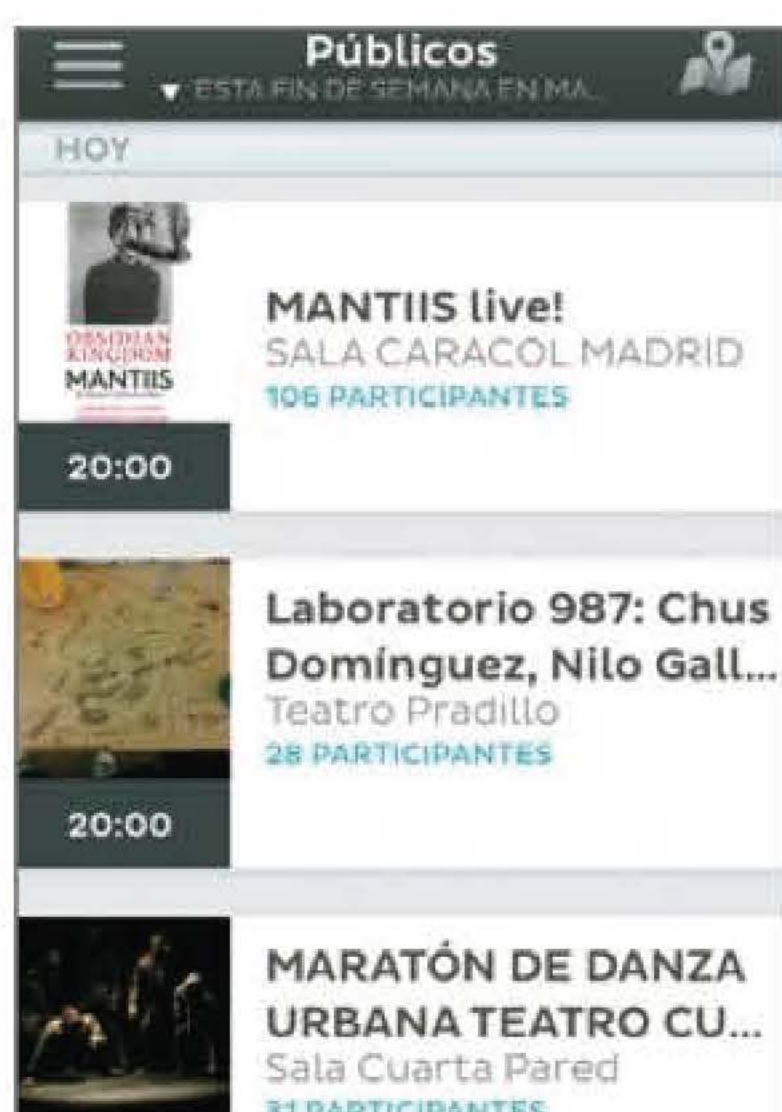 Públicos
▼ ESTA FIN DE SEMANA EN MA...
HOY
OBSIDIAN
KINGDOM
MANTIIS
20:00
MANTIIS live!
SALA CARACOL MADRID
106 PARTICIPANTES
20:00
Laboratorio 987: Chus
Domínguez, Nilo Gall...
Teatro Pradillo
28 PARTICIPANTES
MARATÓN DE DANZA
URBANA TEATRO CU...
Sala Cuarta Pared
31 PARTICIPANTES